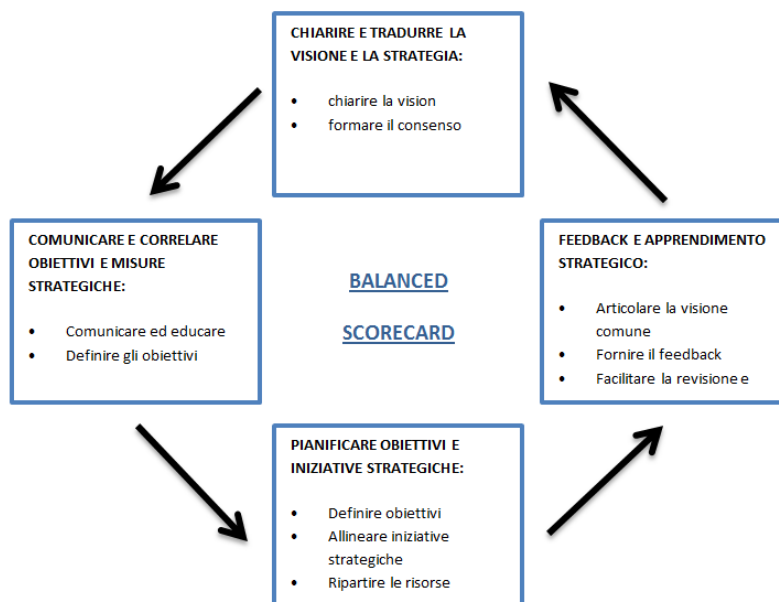 CHIARIRE E TRADURRE LA
VISIONE E LA STRATEGIA:
• chiarire la vision
• formare il consenso
COMUNICARE E CORRELARE
OBIETTIVI E MISURE
STRATEGICHE:
• Comunicare ed educare
• Definire gli obiettivi
BALANCED
SCORECARD
FEEDBACK E APPRENDIMENTO
STRATEGICO:
• Articolare la visione
comune
• Fornire il feedback
• Facilitare la revisione e
PIANIFICARE OBIETTIVI E
INIZIATIVE STRATEGICHE:
• Definire obiettivi
• Allineare iniziative
strategiche
• Ripartire le risorse